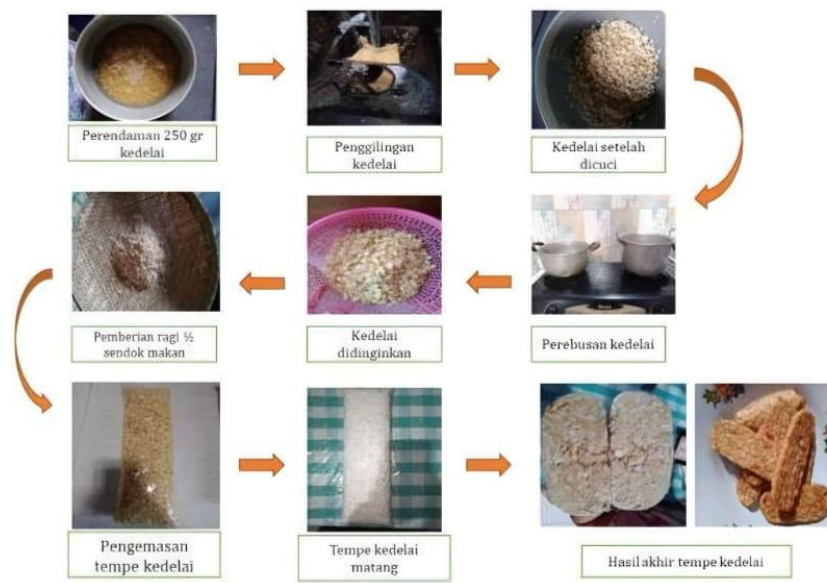 Perendaman 250 gr
kedelai
Penggilingan
kedelai
Kedelai setelah
dicuci
Perebusan kedelai
Kedelai
didinginkan
Pemberian ragi ½
sendok makan
Pengemasan
tempe kedelai
Tempe kedelai
matang
Hasil akhir tempe kedelai